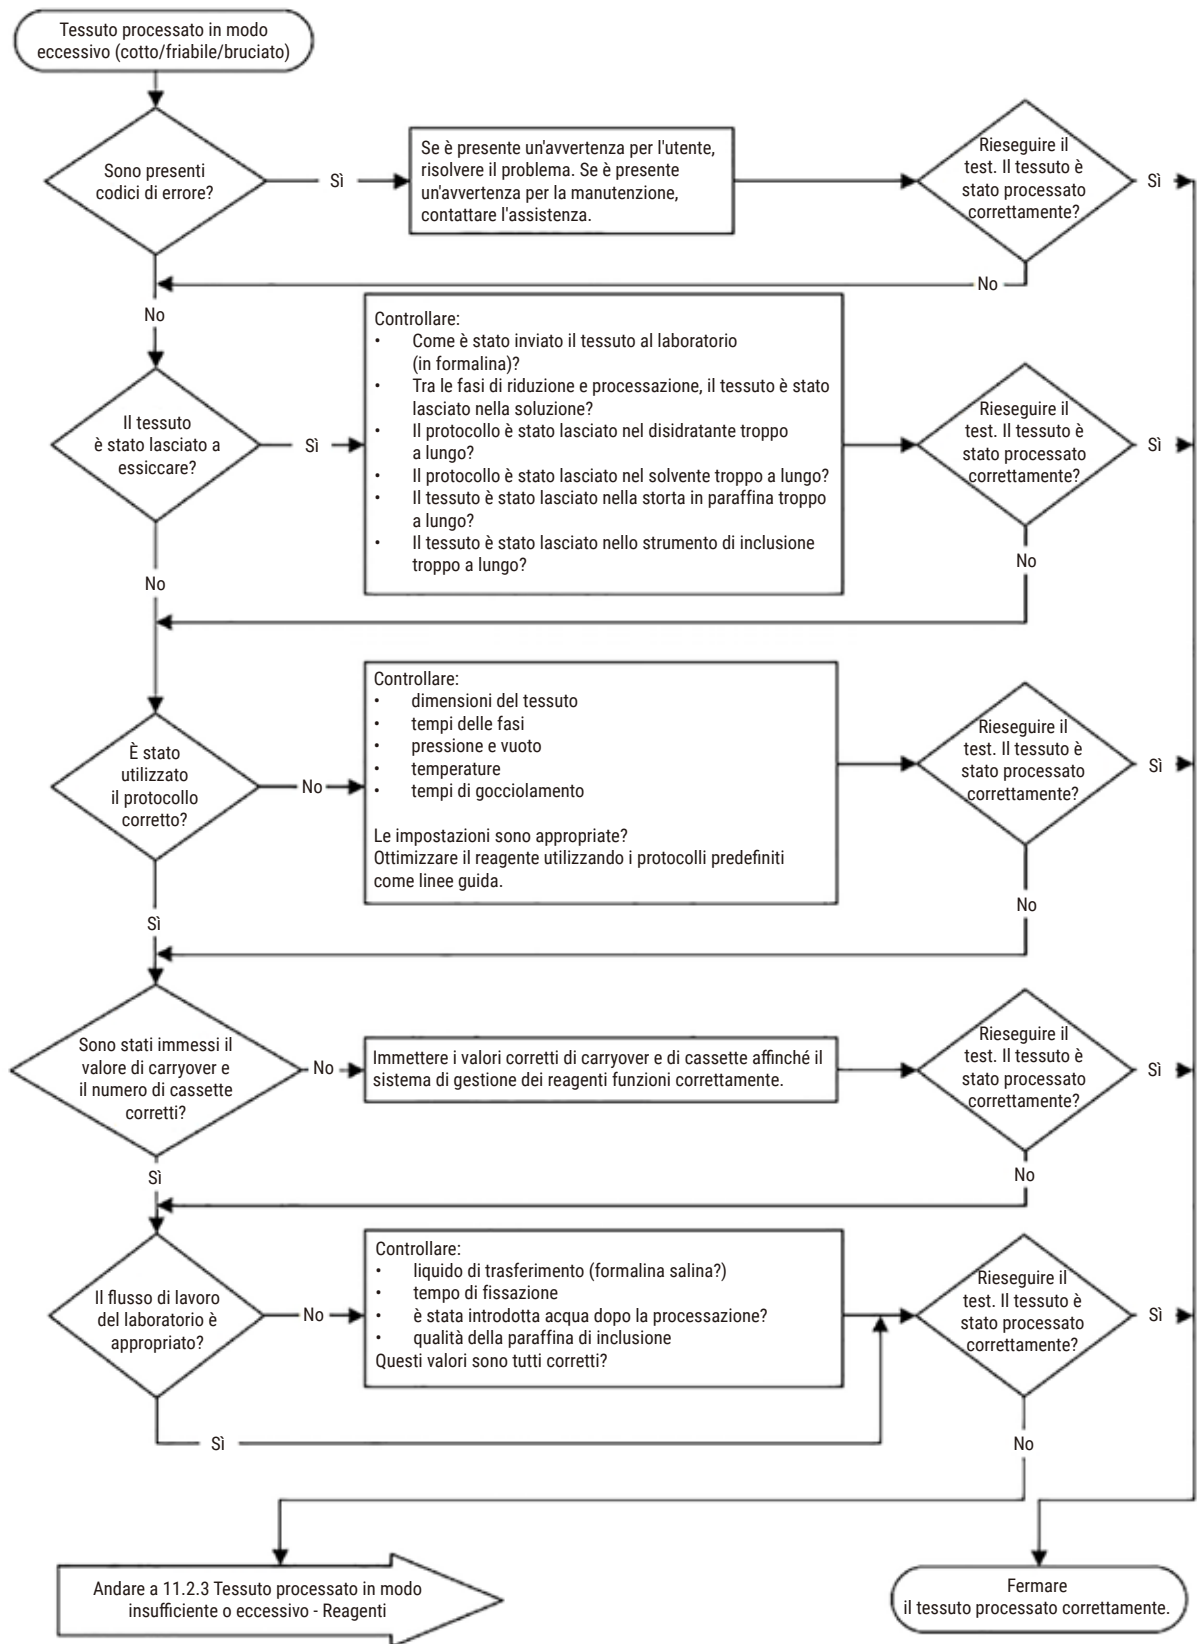 Tessuto processato in modo
eccessivo (cotto/friabile/bruciato)
Sono presenti
codici di errore?
Sì
Se è presente un'avvertenza per l'utente,
risolvere il problema. Se è presente
un'avvertenza per la manutenzione,
contattare l'assistenza.
Rieseguire il
test. Il tessuto è
stato processato
correttamente?
Sì
No
No
Il tessuto
è stato lasciato a
essiccare?
Sì
Controllare:
• Come è stato inviato il tessuto al laboratorio
(in formalina)?
• Tra le fasi di riduzione e processazione, il tessuto è stato
lasciato nella soluzione?
• Il protocollo è stato lasciato nel disidratante troppo
a lungo?
• Il protocollo è stato lasciato nel solvente troppo a lungo?
• Il tessuto è stato lasciato nella storta in paraffina troppo
a lungo?
• Il tessuto è stato lasciato nello strumento di inclusione
troppo a lungo?
Rieseguire il
test. Il tessuto è
stato processato
correttamente?
Sì
No
No
È stato
utilizzato
il protocollo
corretto?
No
Controllare:
• dimensioni del tessuto
• tempi delle fasi
• pressione e vuoto
• temperature
• tempi di gocciolamento
Le impostazioni sono appropriate?
Ottimizzare il reagente utilizzando i protocolli predefiniti
come linee guida.
Rieseguire il
test. Il tessuto è
stato processato
correttamente?
Sì
No
Sì
Sono stati immessi il
valore di carryover e
il numero di cassette
corretti?
No
Immettere i valori corretti di carryover e di cassette affinché il
sistema di gestione dei reagenti funzioni correttamente.
Rieseguire il
test. Il tessuto è
stato processato
correttamente?
Sì
No
Sì
Il flusso di lavoro
del laboratorio è
appropriato?
No
Controllare:
• liquido di trasferimento (formalina salina?)
• tempo di fissazione
• è stata introdotta acqua dopo la processazione?
• qualità della paraffina di inclusione
Questi valori sono tutti corretti?
Rieseguire il
test. Il tessuto è
stato processato
correttamente?
Sì
Sì
No
Andare a 11.2.3 Tessuto processato in modo
insufficiente o eccessivo - Reagenti
Fermare
il tessuto processato correttamente.